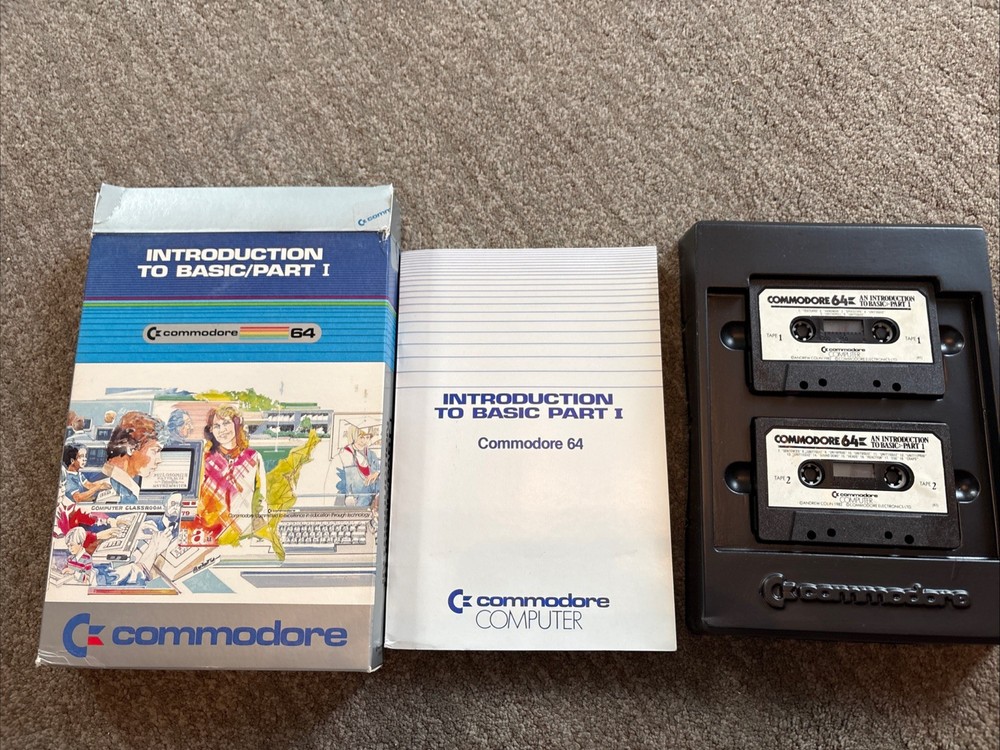 comm
INTRODUCTION
TO BASIC/PART I
commodore 64
COMPUTER CLASSROOM
commodore
INTRODUCTION
TO BASIC PART I
Commodore 64
commodore
COMPUTER
COMMODORE 64
AN INTRODUCTION
TO BASIC-PART 1
TAPE 1
TAPE 1
commodore
COMPUTER
COMMODORE 64
AN INTRODUCTION
TO BASIC-PART 1
TAPE 2
TAPE 2
commodore
COMPUTER
commodore